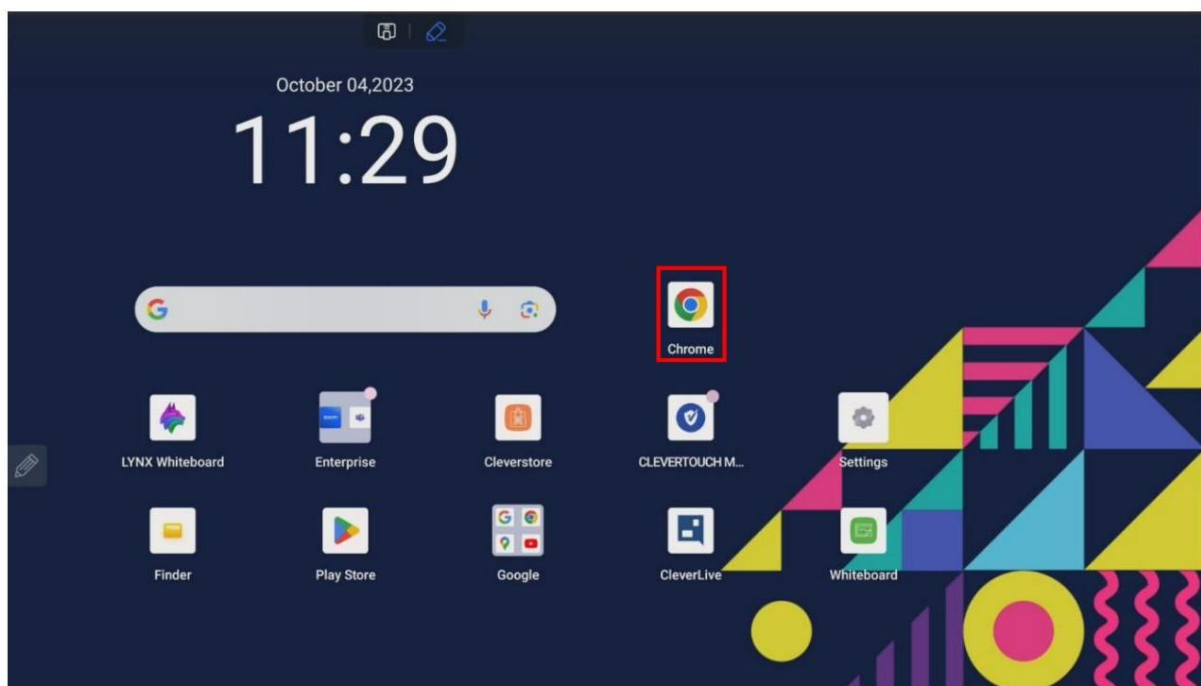 October 04,2023
11:29
Chrome
LYNX Whiteboard
Enterprise
Cleverstore
CLEVERTOUCH M...
Settings
Finder
Play Store
Google
CleverLive
Whiteboard